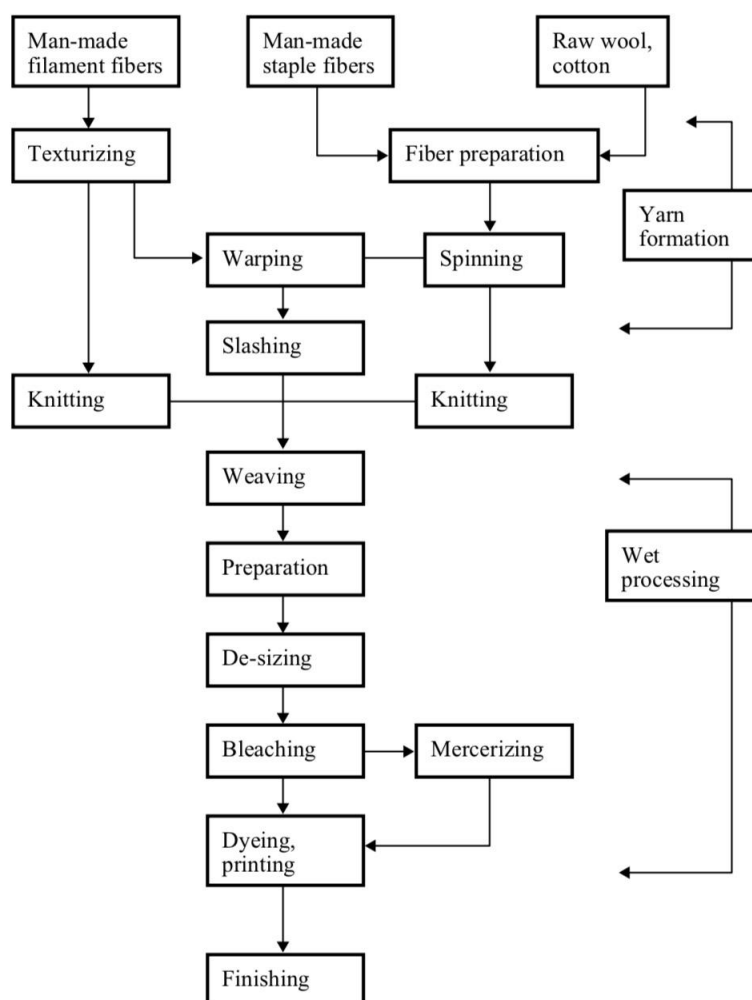 Man-made
filament fibers
Man-made
staple fibers
Raw wool,
cotton
Texturizing
Fiber preparation
Yarn
formation
Warping
Spinning
Slashing
Knitting
Knitting
Weaving
Wet
processing
Preparation
De-sizing
Bleaching
Mercerizing
Dyeing,
printing
Finishing